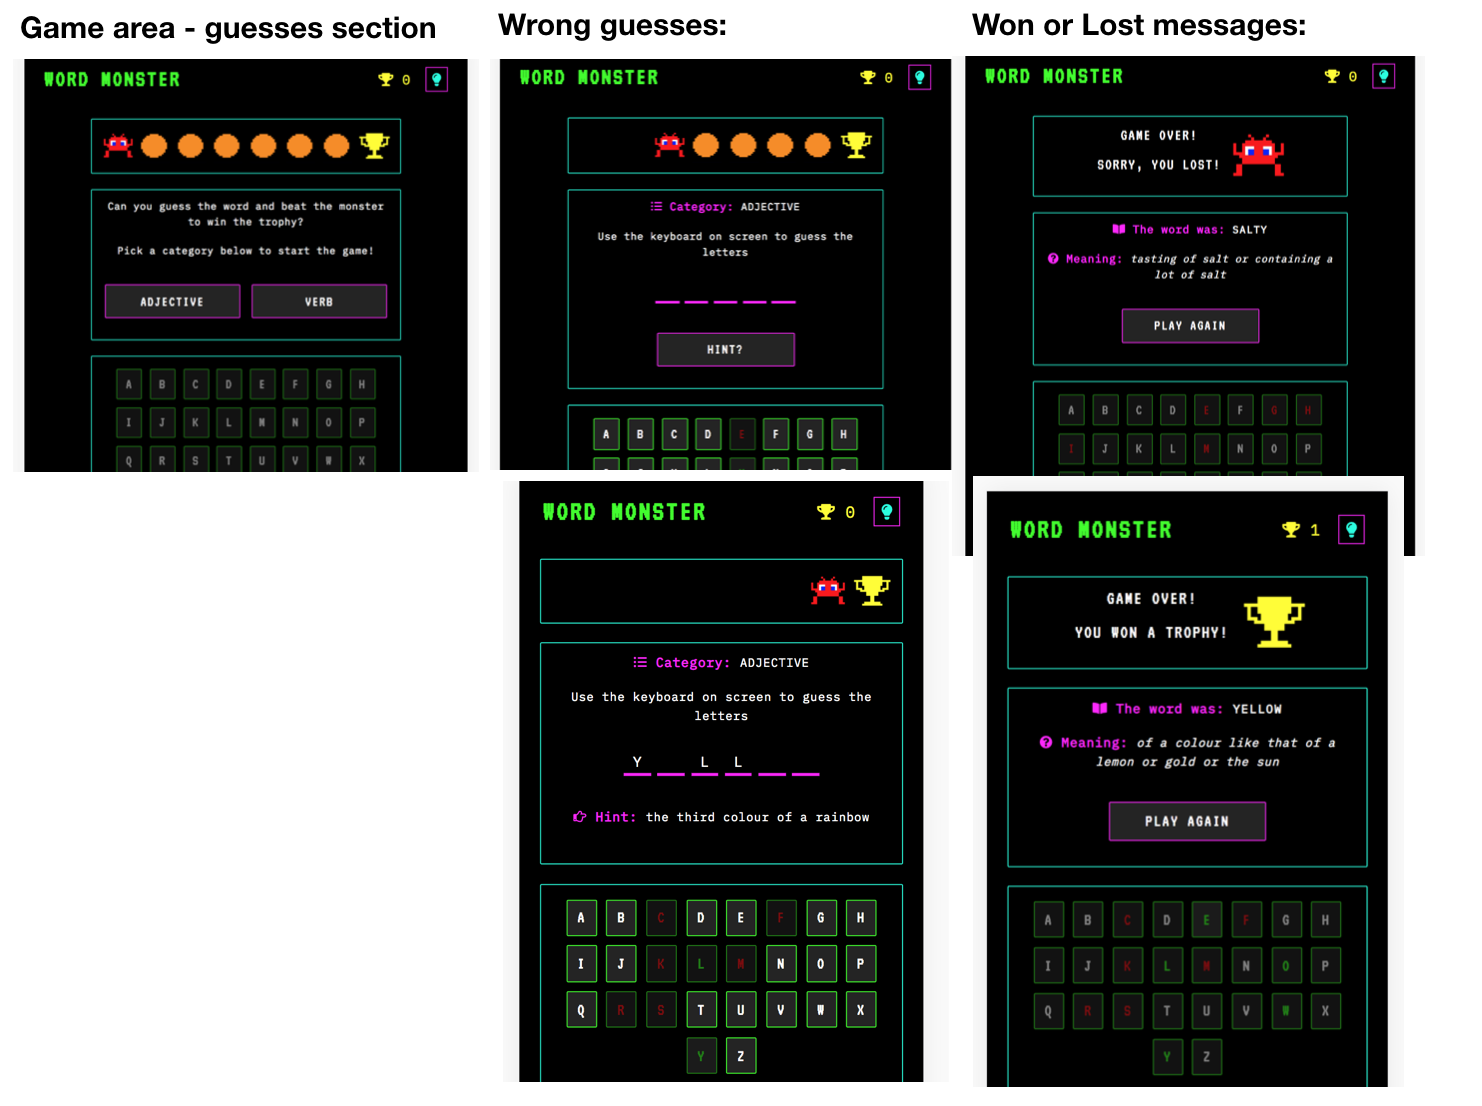 Game area - guesses section
WORD MONSTER
0
Can you guess the word and beat the monster
to win the trophy?
Pick a category below to start the game!
ADJECTIVE VERB
A B C D E F G H
I J K L M N O P
Q R S T U V W X
Wrong guesses:
WORD MONSTER
0
Category: ADJECTIVE
Use the keyboard on screen to guess the
letters
HINT?
A B C D E F G H
WORD MONSTER
0
Category: ADJECTIVE
Use the keyboard on screen to guess the
letters
Y L L
Hint: the third colour of a rainbow
A B C D E F G H
I J K L M N O P
Q R S T U V W X
Y Z
Won or Lost messages:
WORD MONSTER
0
GAME OVER!
SORRY, YOU LOST!
The word was: SALTY
Meaning: tasting of salt or containing a
lot of salt
PLAY AGAIN
A B C D E F G H
I J K L M N O P
WORD MONSTER
1
GAME OVER!
YOU WON A TROPHY!
The word was: YELLOW
Meaning: of a colour like that of a
lemon or gold or the sun
PLAY AGAIN
A B C D E F G H
I J K L M N O P
Q R S T U V W X
Y Z